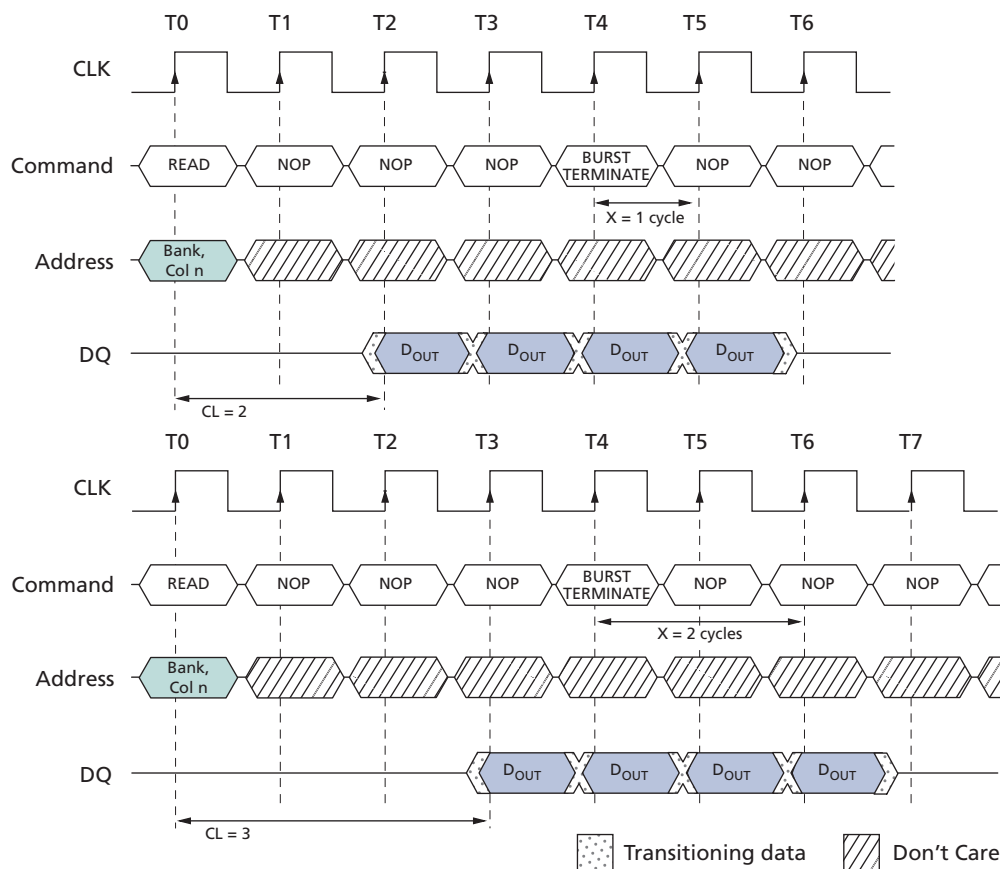 T0 T1 T2 T3 T4 T5 T6
CLK
Command READ NOP NOP NOP BURST TERMINATE NOP NOP
X = 1 cycle
Address Bank, Col n
DQ DOUT DOUT DOUT DOUT
CL = 2
T0 T1 T2 T3 T4 T5 T6 T7
CLK
Command READ NOP NOP NOP BURST TERMINATE NOP NOP NOP
X = 2 cycles
Address Bank, Col n
DQ DOUT DOUT DOUT DOUT
CL = 3
Transitioning data Don't Care